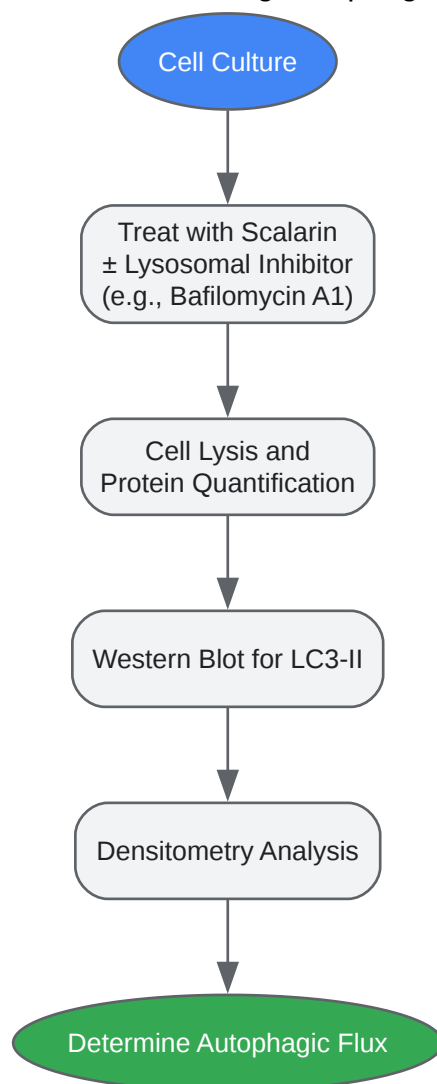 Cell Culture
Treat with Scalarin
± Lysosomal Inhibitor
(e.g., Bafilomycin A1)
Cell Lysis and
Protein Quantification
Western Blot for LC3-II
Densitometry Analysis
Determine Autophagic Flux